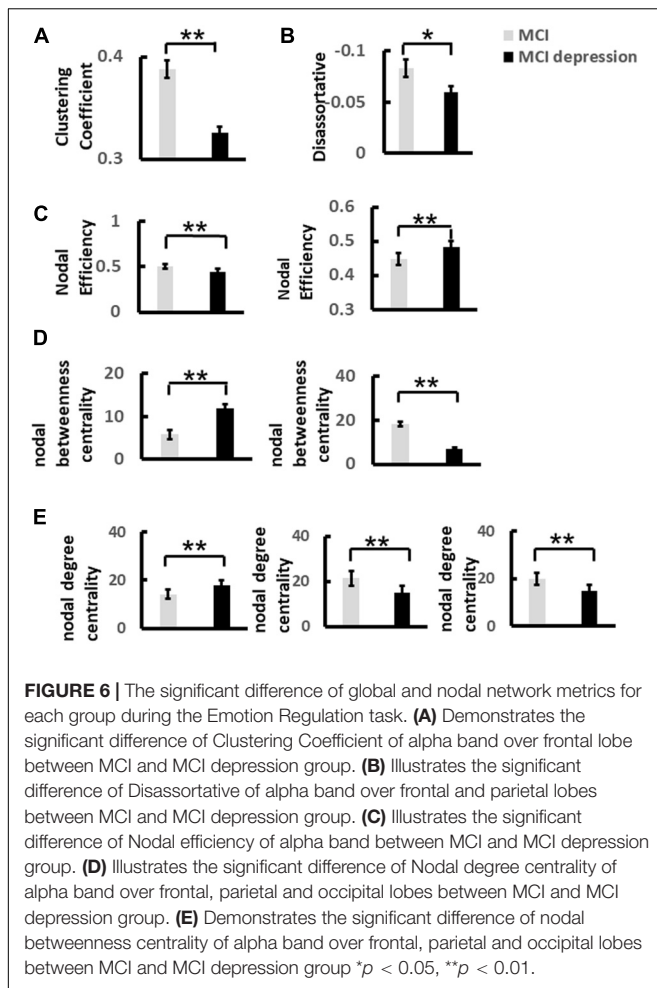 A
**
0.4
0.3
Clustering
Coefficient
B
*
-0.1
-0.05
0
Disassortative
MCI
MCI depression
C
**
1
0.5
0
Nodal
Efficiency
**
0.6
0.5
0.4
0.3
Nodal
Efficiency
D
**
20
10
0
nodal
betweenness
centrality
**
40
20
0
nodal
betweenness
centrality
E
**
40
20
0
nodal degree
centrality
**
40
20
0
nodal degree
centrality
**
40
20
0
nodal degree
centrality
FIGURE 6 | The significant difference of global and nodal network metrics for
each group during the Emotion Regulation task. (A) Demonstrates the
significant difference of Clustering Coefficient of alpha band over frontal lobe
between MCI and MCI depression group. (B) Illustrates the significant
difference of Disassortative of alpha band over frontal and parietal lobes
between MCI and MCI depression group. (C) Illustrates the significant
difference of Nodal efficiency of alpha band between MCI and MCI depression
group. (D) Illustrates the significant difference of Nodal degree centrality of
alpha band over frontal, parietal and occipital lobes between MCI and MCI
depression group. (E) Demonstrates the significant difference of nodal
betweenness centrality of alpha band over frontal, parietal and occipital lobes
between MCI and MCI depression group *p < 0.05, **p < 0.01.